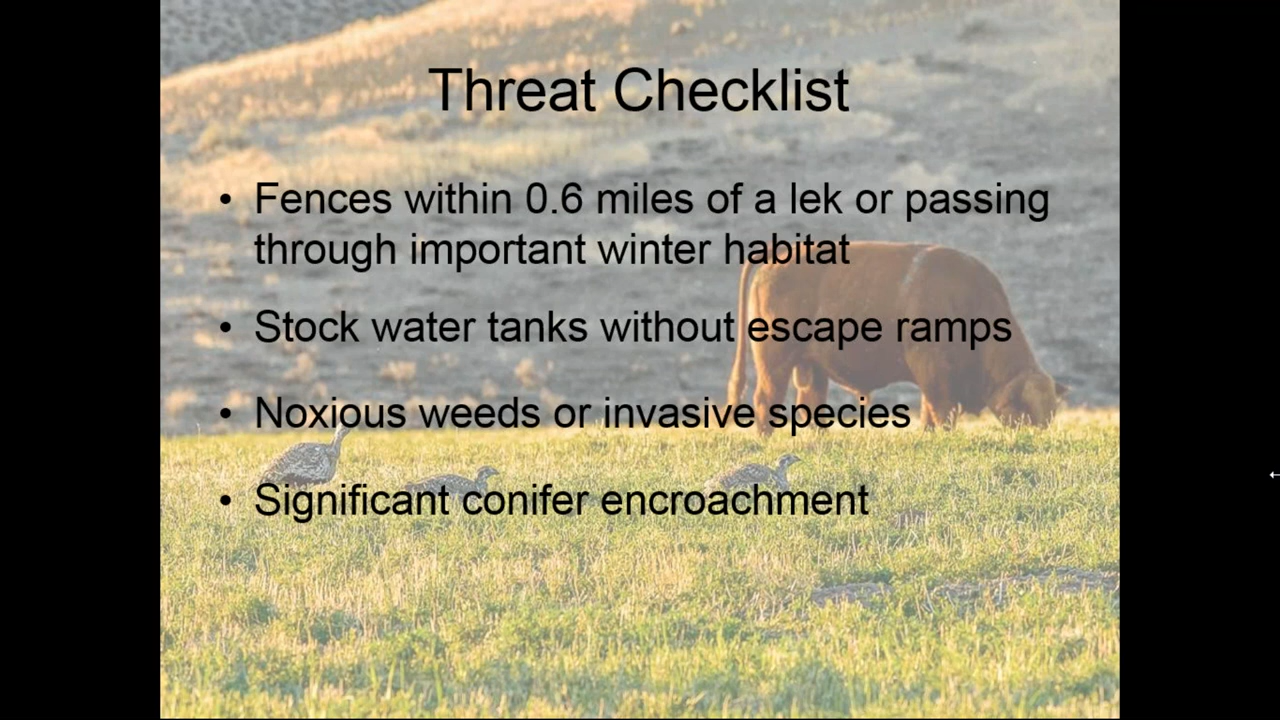 Threat Checklist
• Fences within 0.6 miles of a lek or passing
through important winter habitat
• Stock water tanks without escape ramps
• Noxious weeds or invasive species
• Significant conifer encroachment